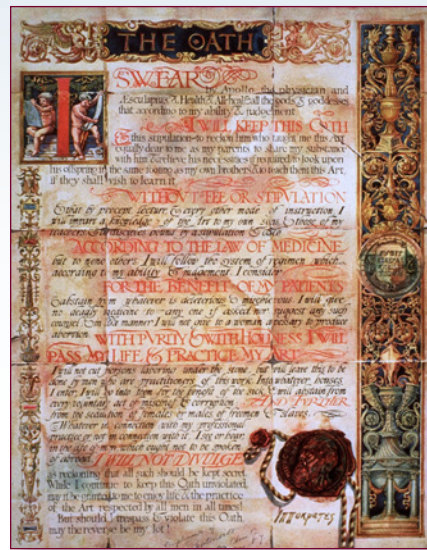 THE OATH
I SWEAR
by Apollo the physician and
Æsculapius & Health & All-heal & all the gods & goddesses
that according to my ability & judgement
I WILL KEEP THIS OATH
& this stipulation - to reckon him who taught me this Art
equally dear to me as my parents to share my substance
with him & relieve his necessities if required to look upon
his offspring in the same footing as my own brothers & to teach them this Art,
if they shall wish to learn it
WITHOUT FEE OR STIPULATION
& that by precept, lecture & every other mode of instruction, I
will impart a knowledge of the Art to my own sons & those of my
teachers & to disciples bound by a stipulation & oath
ACCORDING TO THE LAW OF MEDICINE
but to none others. I will follow the system of regimen which
according to my ability & judgement I consider
FOR THE BENEFIT OF MY PATIENTS
& abstain from whatever is deleterious & mischievous. I will give
no deadly medicine to any one if asked nor suggest any such
counsel & in like manner I will not give to a woman a pessary to produce
abortion
WITH PURITY & WITH HOLINESS I WILL
PASS MY LIFE & PRACTICE MY ART
I will not cut persons laboring under the stone, but will leave this to be
done by men who are practitioners of this work. Into whatever houses
I enter, I will go into them for the benefit of the sick & will abstain from
every voluntary act of mischief & corruption & FURTHER
from the seduction of females or males of freemen & slaves.
Whatever in connection with my professional
practice or not in connection with it, I see or hear
in the life of men which ought not to be spoken
of abroad I WILL NOT DIVULGE
as reckoning that all such should be kept secret.
While I continue to keep this Oath unviolated,
may it be granted to me to enjoy life & the practice
of the Art respected by all men in all times!
But should I trespass & violate this Oath,
may the reverse be my lot!